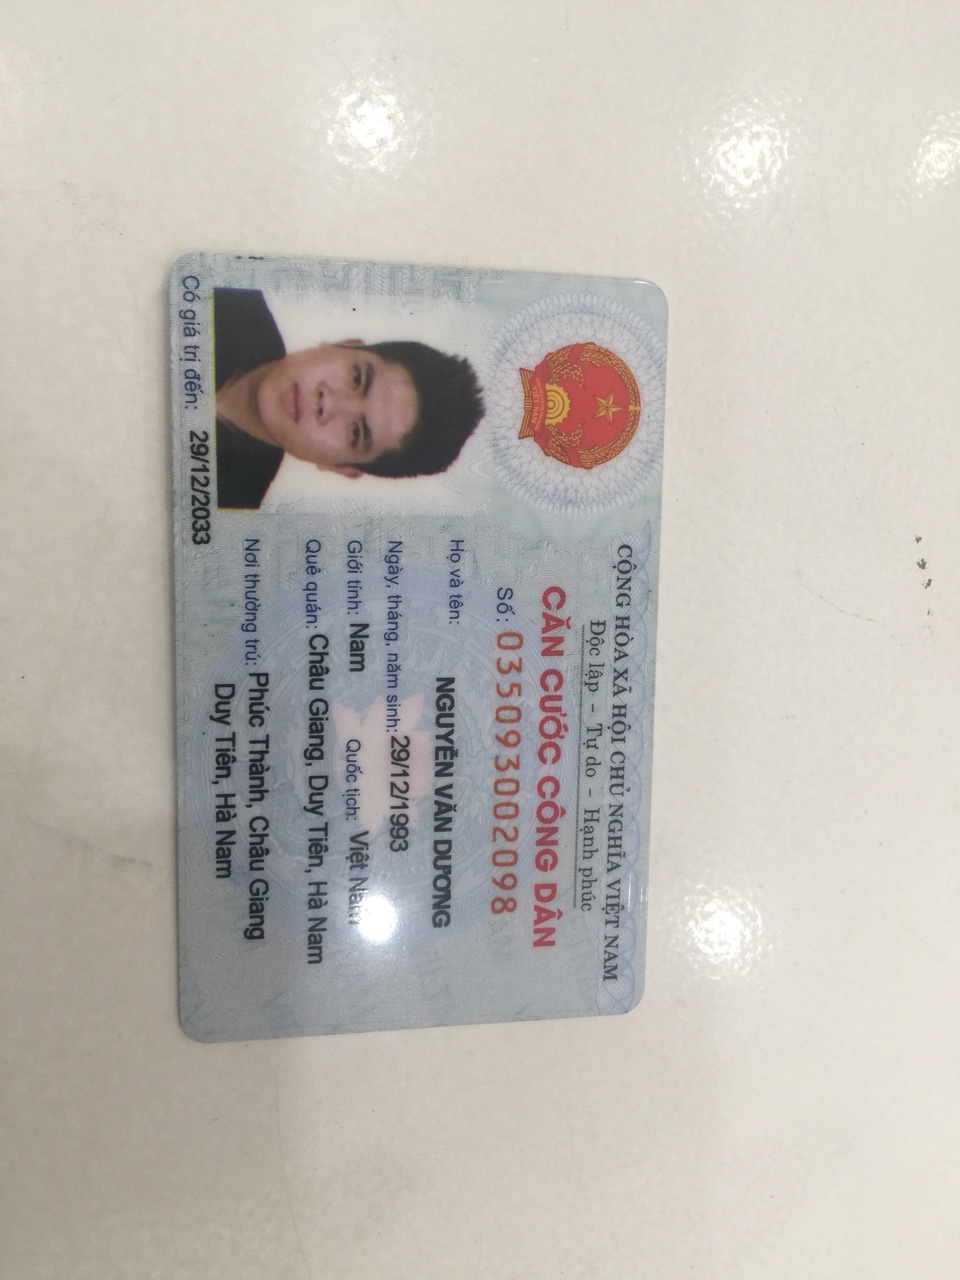 CỘNG HÒA XÃ HỘI CHỦ NGHĨA VIỆT NAM
Độc lập - Tự do - Hạnh phúc
CĂN CƯỚC CÔNG DÂN
Số: 035093002098
Họ và tên: NGUYỄN VĂN DƯƠNG
Ngày, tháng, năm sinh: 29/12/1993
Giới tính: Nam Quốc tịch: Việt Nam
Quê quán: Châu Giang, Duy Tiên, Hà Nam
Nơi thường trú: Phúc Thành, Châu Giang
Duy Tiên, Hà Nam
Có giá trị đến: 29/12/2033
VIỆT NAM